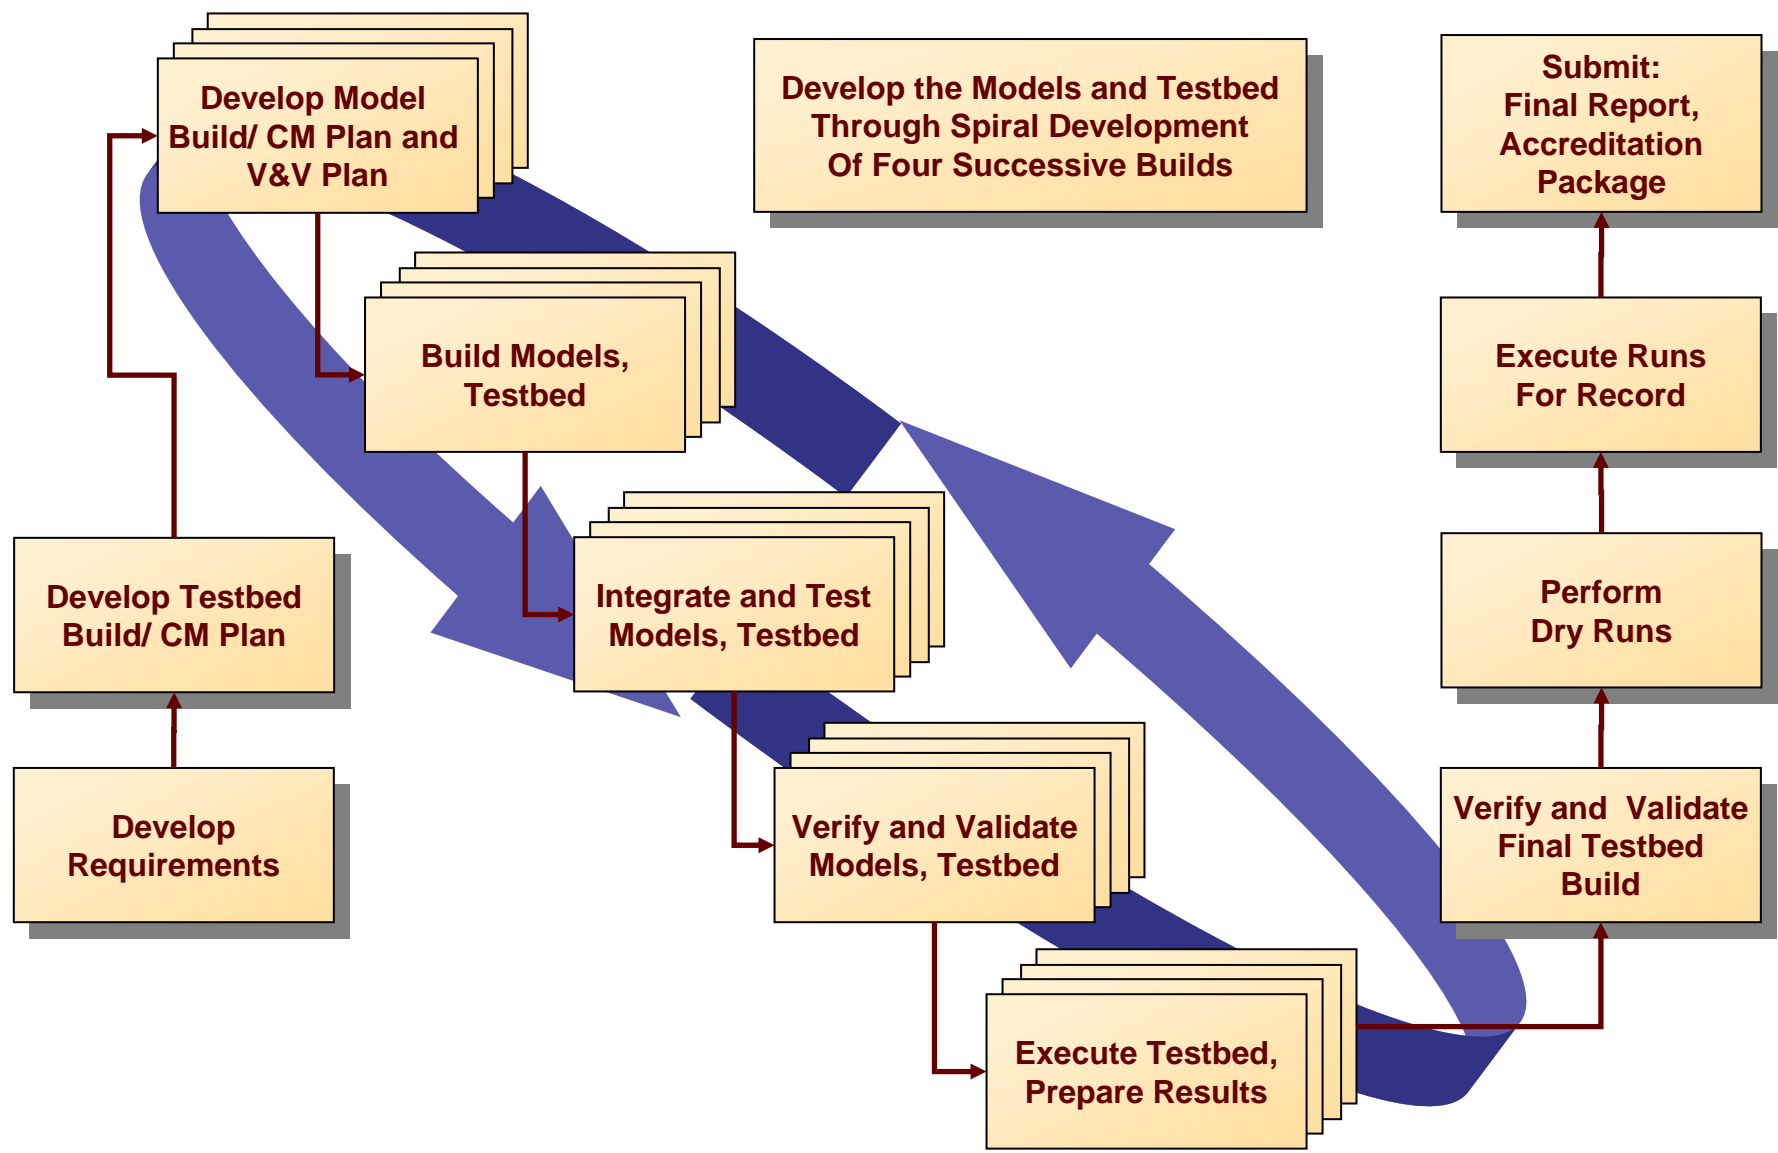 Develop Model
Build/ CM Plan and
V&V Plan
Develop the Models and Testbed
Through Spiral Development
Of Four Successive Builds
Submit:
Final Report,
Accreditation
Package
Build Models,
Testbed
Execute Runs
For Record
Develop Testbed
Build/ CM Plan
Integrate and Test
Models, Testbed
Perform
Dry Runs
Develop
Requirements
Verify and Validate
Models, Testbed
Verify and  Validate
Final Testbed
Build
Execute Testbed,
Prepare Results